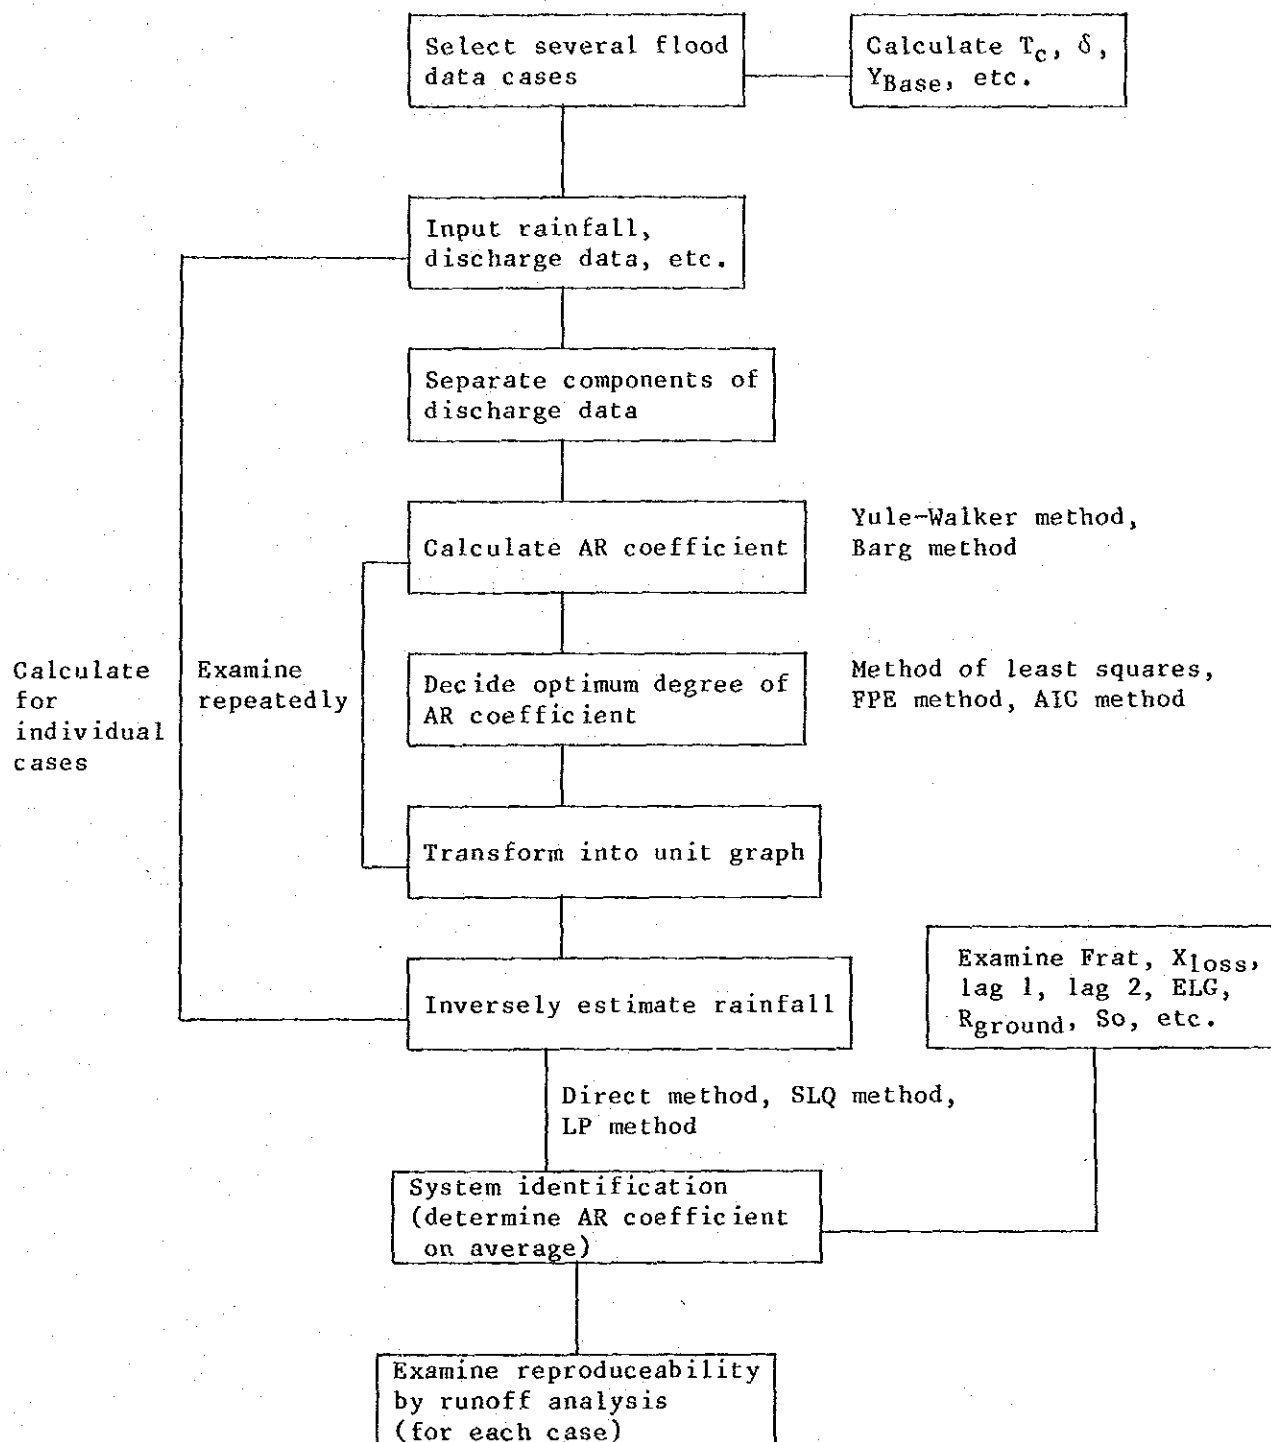 Select several flood
data cases
Calculate Tc, δ,
YBase, etc.
Input rainfall,
discharge data, etc.
Separate components of
discharge data
Calculate AR coefficient
Yule-Walker method,
Barg method
Calculate
for
individual
cases
Examine
repeatedly
Decide optimum degree of
AR coefficient
Method of least squares,
FPE method, AIC method
Transform into unit graph
Inversely estimate rainfall
Examine Frat, Xloss,
lag 1, lag 2, ELG,
Rground, So, etc.
Direct method, SLQ method,
LP method
System identification
(determine AR coefficient
on average)
Examine reproduceability
by runoff analysis
(for each case)